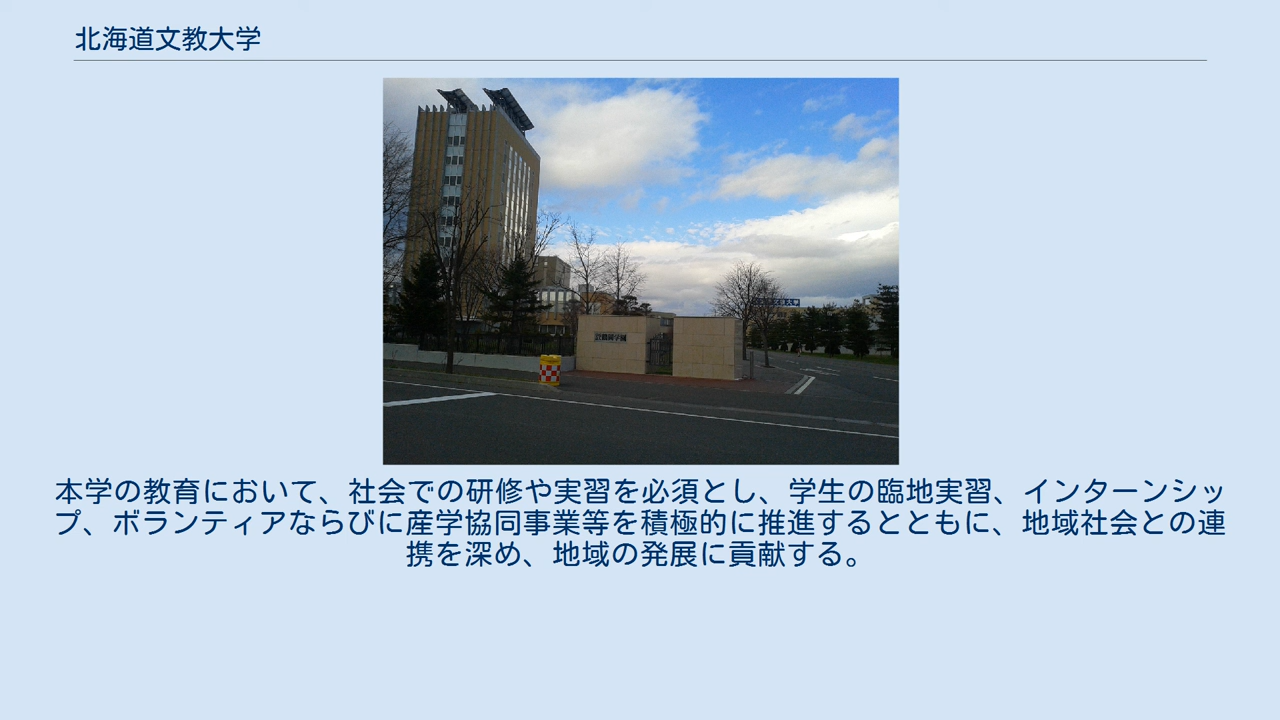 北海道文教大学
本学の教育において、社会での研修や実習を必須とし、学生の臨地実習、インターンシッ
プ、ボランティアならびに産学協同事業等を積極的に推進するとともに、地域社会との連
携を深め、地域の発展に貢献する。